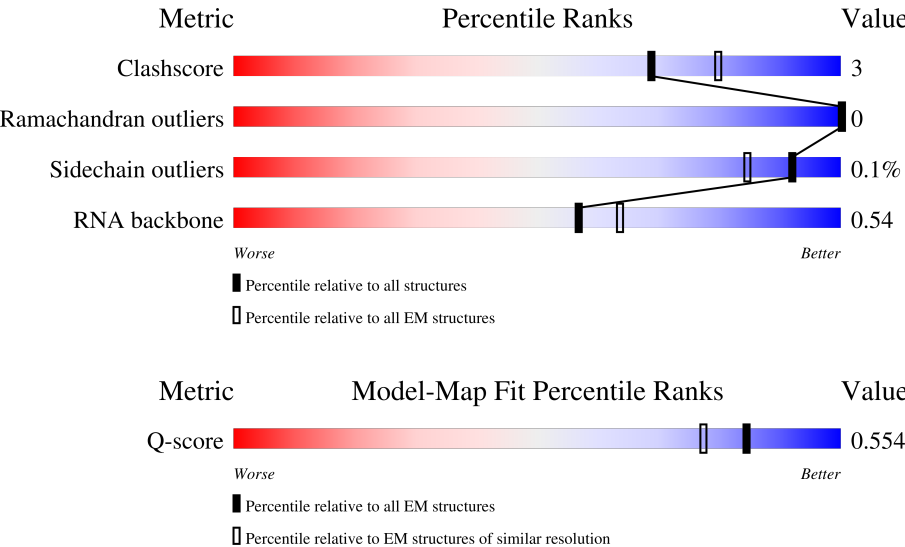 Metric Percentile Ranks Value
Clashscore 3
Ramachandran outliers 0
Sidechain outliers 0.1%
RNA backbone 0.54
Worse Better
Percentile relative to all structures
Percentile relative to all EM structures
Metric Model-Map Fit Percentile Ranks Value
Q-score 0.554
Worse Better
Percentile relative to all EM structures
Percentile relative to EM structures of similar resolution